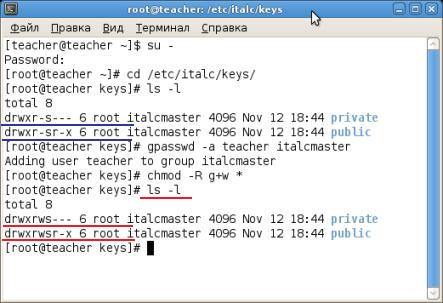 root@teacher: /etc/italc/keys
Файл Правка Вид Терминал Справка
[teacher@teacher ~]$ su -
Password:
[root@teacher ~]# cd /etc/italc/keys/
[root@teacher keys]# ls -l
total 8
drwxr-s--- 6 root italcmaster 4096 Nov 12 18:44 private
drwxr-sr-x 6 root italcmaster 4096 Nov 12 18:44 public
[root@teacher keys]# gpasswd -a teacher italcmaster
Adding user teacher to group italcmaster
[root@teacher keys]# chmod -R g+w *
[root@teacher keys]# ls -l
total 8
drwxrws--- 6 root italcmaster 4096 Nov 12 18:44 private
drwxrwsr-x 6 root italcmaster 4096 Nov 12 18:44 public
[root@teacher keys]#